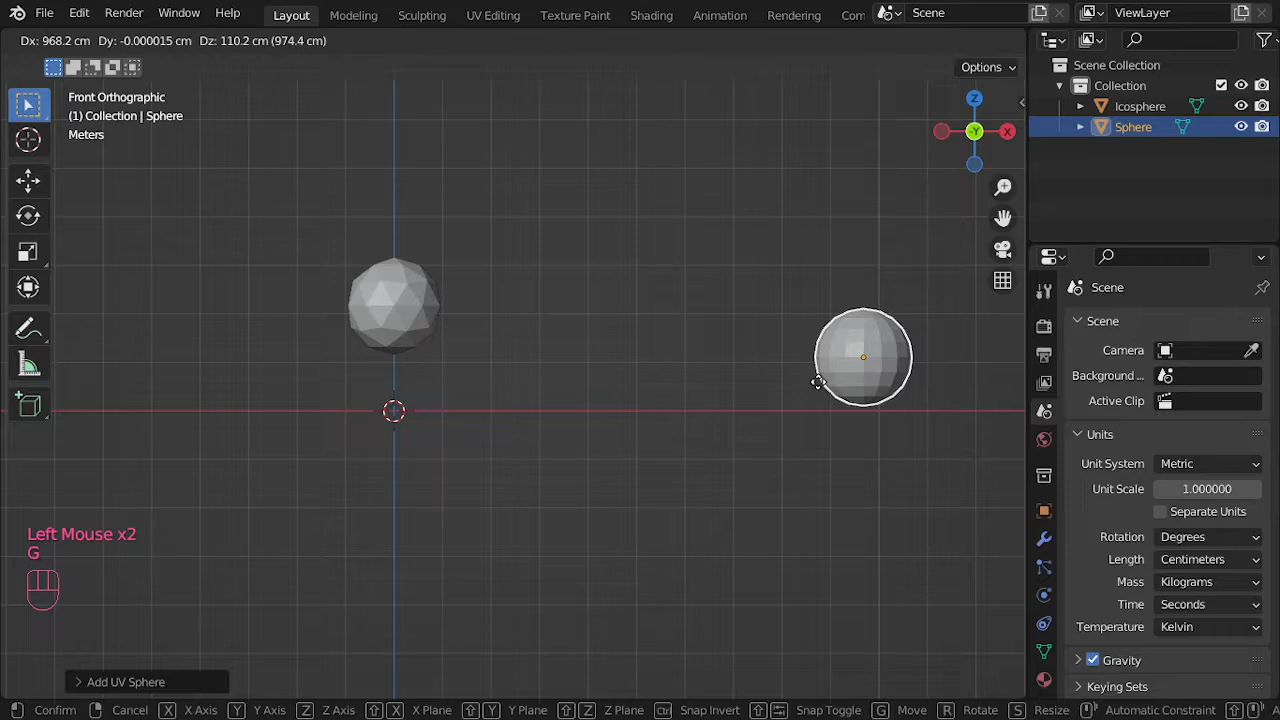 File Edit Render Window Help Layout Modeling Sculpting UV Editing Texture Paint Shading Animation Rendering Com Scene ViewLayer
Dx: 968.2 cm Dy: -0.000015 cm Dz: 110.2 cm (974.4 cm)
Options
Front Orthographic
(1) Collection | Sphere
Meters
Z
X
-Y
Left Mouse x2
G
Add UV Sphere
Scene Collection
Collection
Icosphere
Sphere
Scene
Scene
Camera
Background ...
Active Clip
Units
Unit System Metric
Unit Scale 1.000000
Separate Units
Rotation Degrees
Length Centimeters
Mass Kilograms
Time Seconds
Temperature Kelvin
Gravity
Keying Sets
Confirm Cancel X X Axis Y Y Axis Z Z Axis X X Plane Y Y Plane Z Z Plane Ctrl Snap Invert Snap Toggle G Move R Rotate S Resize Automatic Constraint